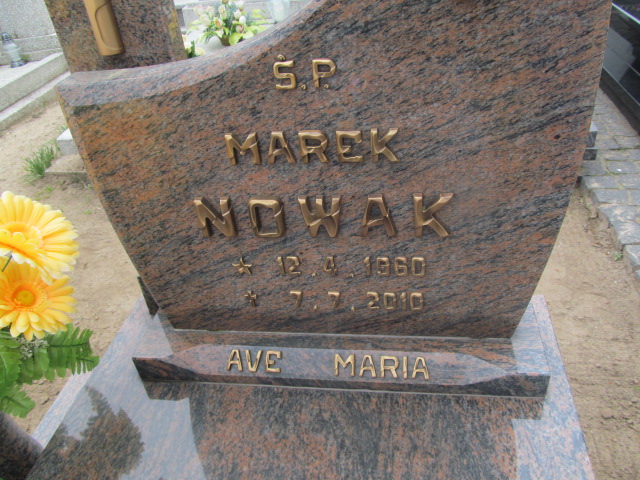 Ś.P.
MAREK
NOWAK
* 12.4.1960
† 7.7.2010
AVE MARIA